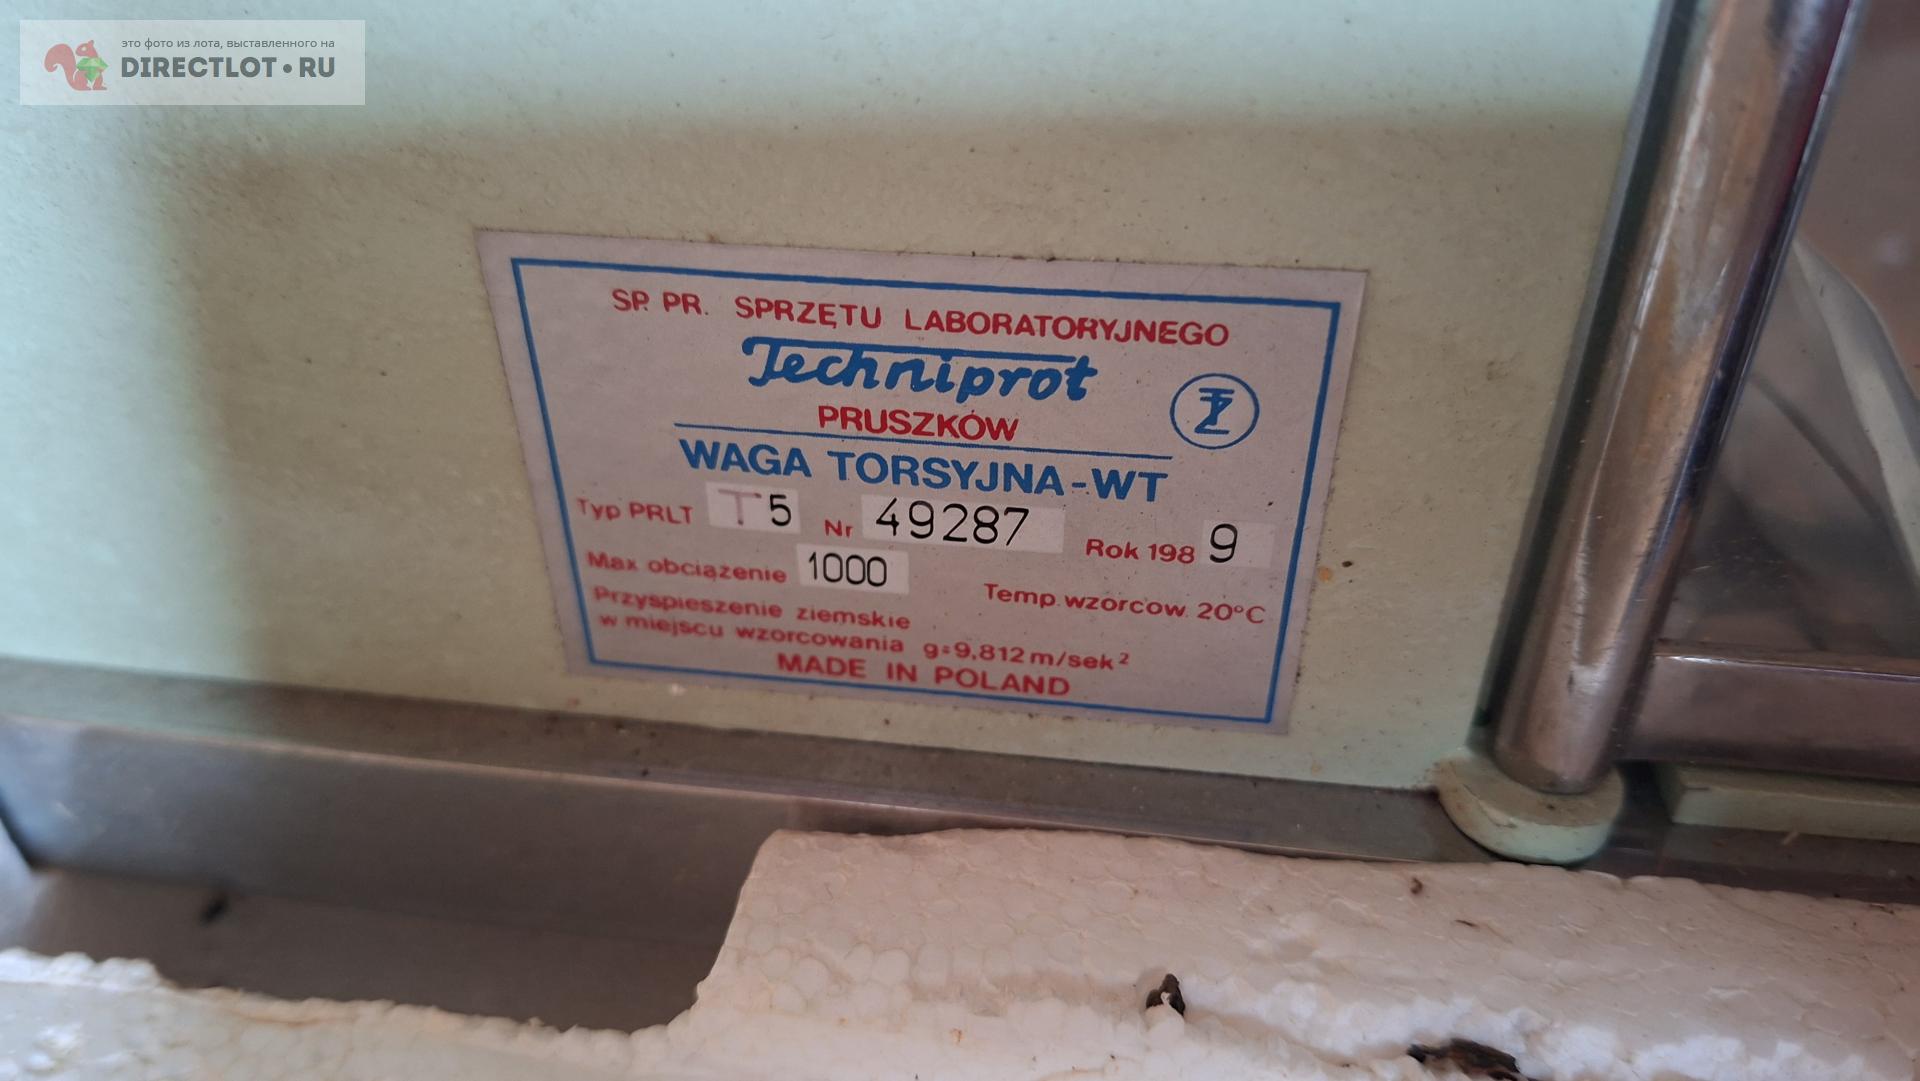 это фото из лота, выставленного на
DIRECTLOT•RU
SP. PR. SPRZĘTU LABORATORYJNEGO
Techniprot
PRUSZKÓW
WAGA TORSYJNA-WT
Typ PRLT T5 Nr 49287 Rok 1989
Max obciążenie 1000 Temp. wzorcow. 20°C
Przyspieszenie ziemskie
w miejscu wzorcowania g=9,812 m/sek²
MADE IN POLAND